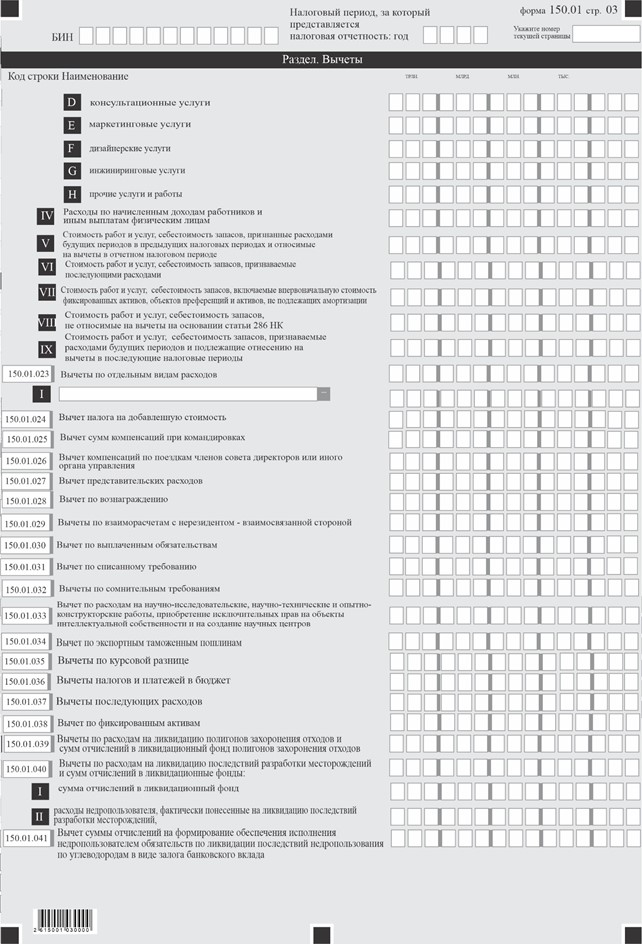 Налоговый период, за который
представляется
налоговая отчетность: год
форма 150.01 стр. 03
БИН
Укажите номер
текущей страницы
Раздел. Вычеты
Код строки Наименование
D консультационные услуги
E маркетинговые услуги
F дизайнерские услуги
G инжиниринговые услуги
H прочие услуги и работы
IV Расходы по начисленным доходам работников и
иным выплатам физическим лицам
V Стоимость работ и услуг, себестоимость запасов, признанные расходами
будущих периодов в предыдущих налоговых периодах и относимые
на вычеты в отчетном налоговом периоде
VI Стоимость работ и услуг, себестоимость запасов, признаваемые
последующими расходами
VII Стоимость работ и услуг, себестоимость запасов, включаемые впервоначальную стоимость
фиксированных активов, объектов преференций и активов, не подлежащих амортизации
VIII Стоимость работ и услуг, себестоимость запасов,
не относимые на вычеты на основании статьи 286 НК
IX Стоимость работ и услуг, себестоимость запасов, признаваемые
расходами будущих периодов и подлежащие отнесению на
вычеты в последующие налоговые периоды
150.01.023 Вычеты по отдельным видам расходов
I
150.01.024 Вычет налога на добавленную стоимость
150.01.025 Вычет сумм компенсаций при командировках
150.01.026 Вычет компенсаций по поездкам членов совета директоров или иного
органа управления
150.01.027 Вычет представительских расходов
150.01.028 Вычет по вознаграждению
150.01.029 Вычеты по взаиморасчетам с нерезидентом - взаимосвязанной стороной
150.01.030 Вычет по выплаченным обязательствам
150.01.031 Вычет по списанному требованию
150.01.032 Вычеты по сомнительным требованиям
150.01.033 Вычет по расходам на научно-исследовательские, научно-технические и опытно-
конструкторские работы, приобретение исключительных прав на объекты
интеллектуальной собственности и на создание научных центров
150.01.034 Вычет по экспортным таможенным пошлинам
150.01.035 Вычеты по курсовой разнице
150.01.036 Вычеты налогов и платежей в бюджет
150.01.037 Вычеты последующих расходов
150.01.038 Вычет по фиксированным активам
150.01.039 Вычеты по расходам на ликвидацию полигонов захоронения отходов и
сумм отчислений в ликвидационный фонд полигонов захоронения отходов
150.01.040 Вычеты по расходам на ликвидацию последствий разработки месторождений
и сумм отчислений в ликвидационные фонды:
I сумма отчислений в ликвидационный фонд
II расходы недропользователя, фактически понесенные на ликвидацию последствий
разработки месторождений,
150.01.041 Вычет суммы отчислений на формирование обеспечения исполнения
недропользователем обязательств по ликвидации последствий недропользования
по углеводородам в виде залога банковского вклада